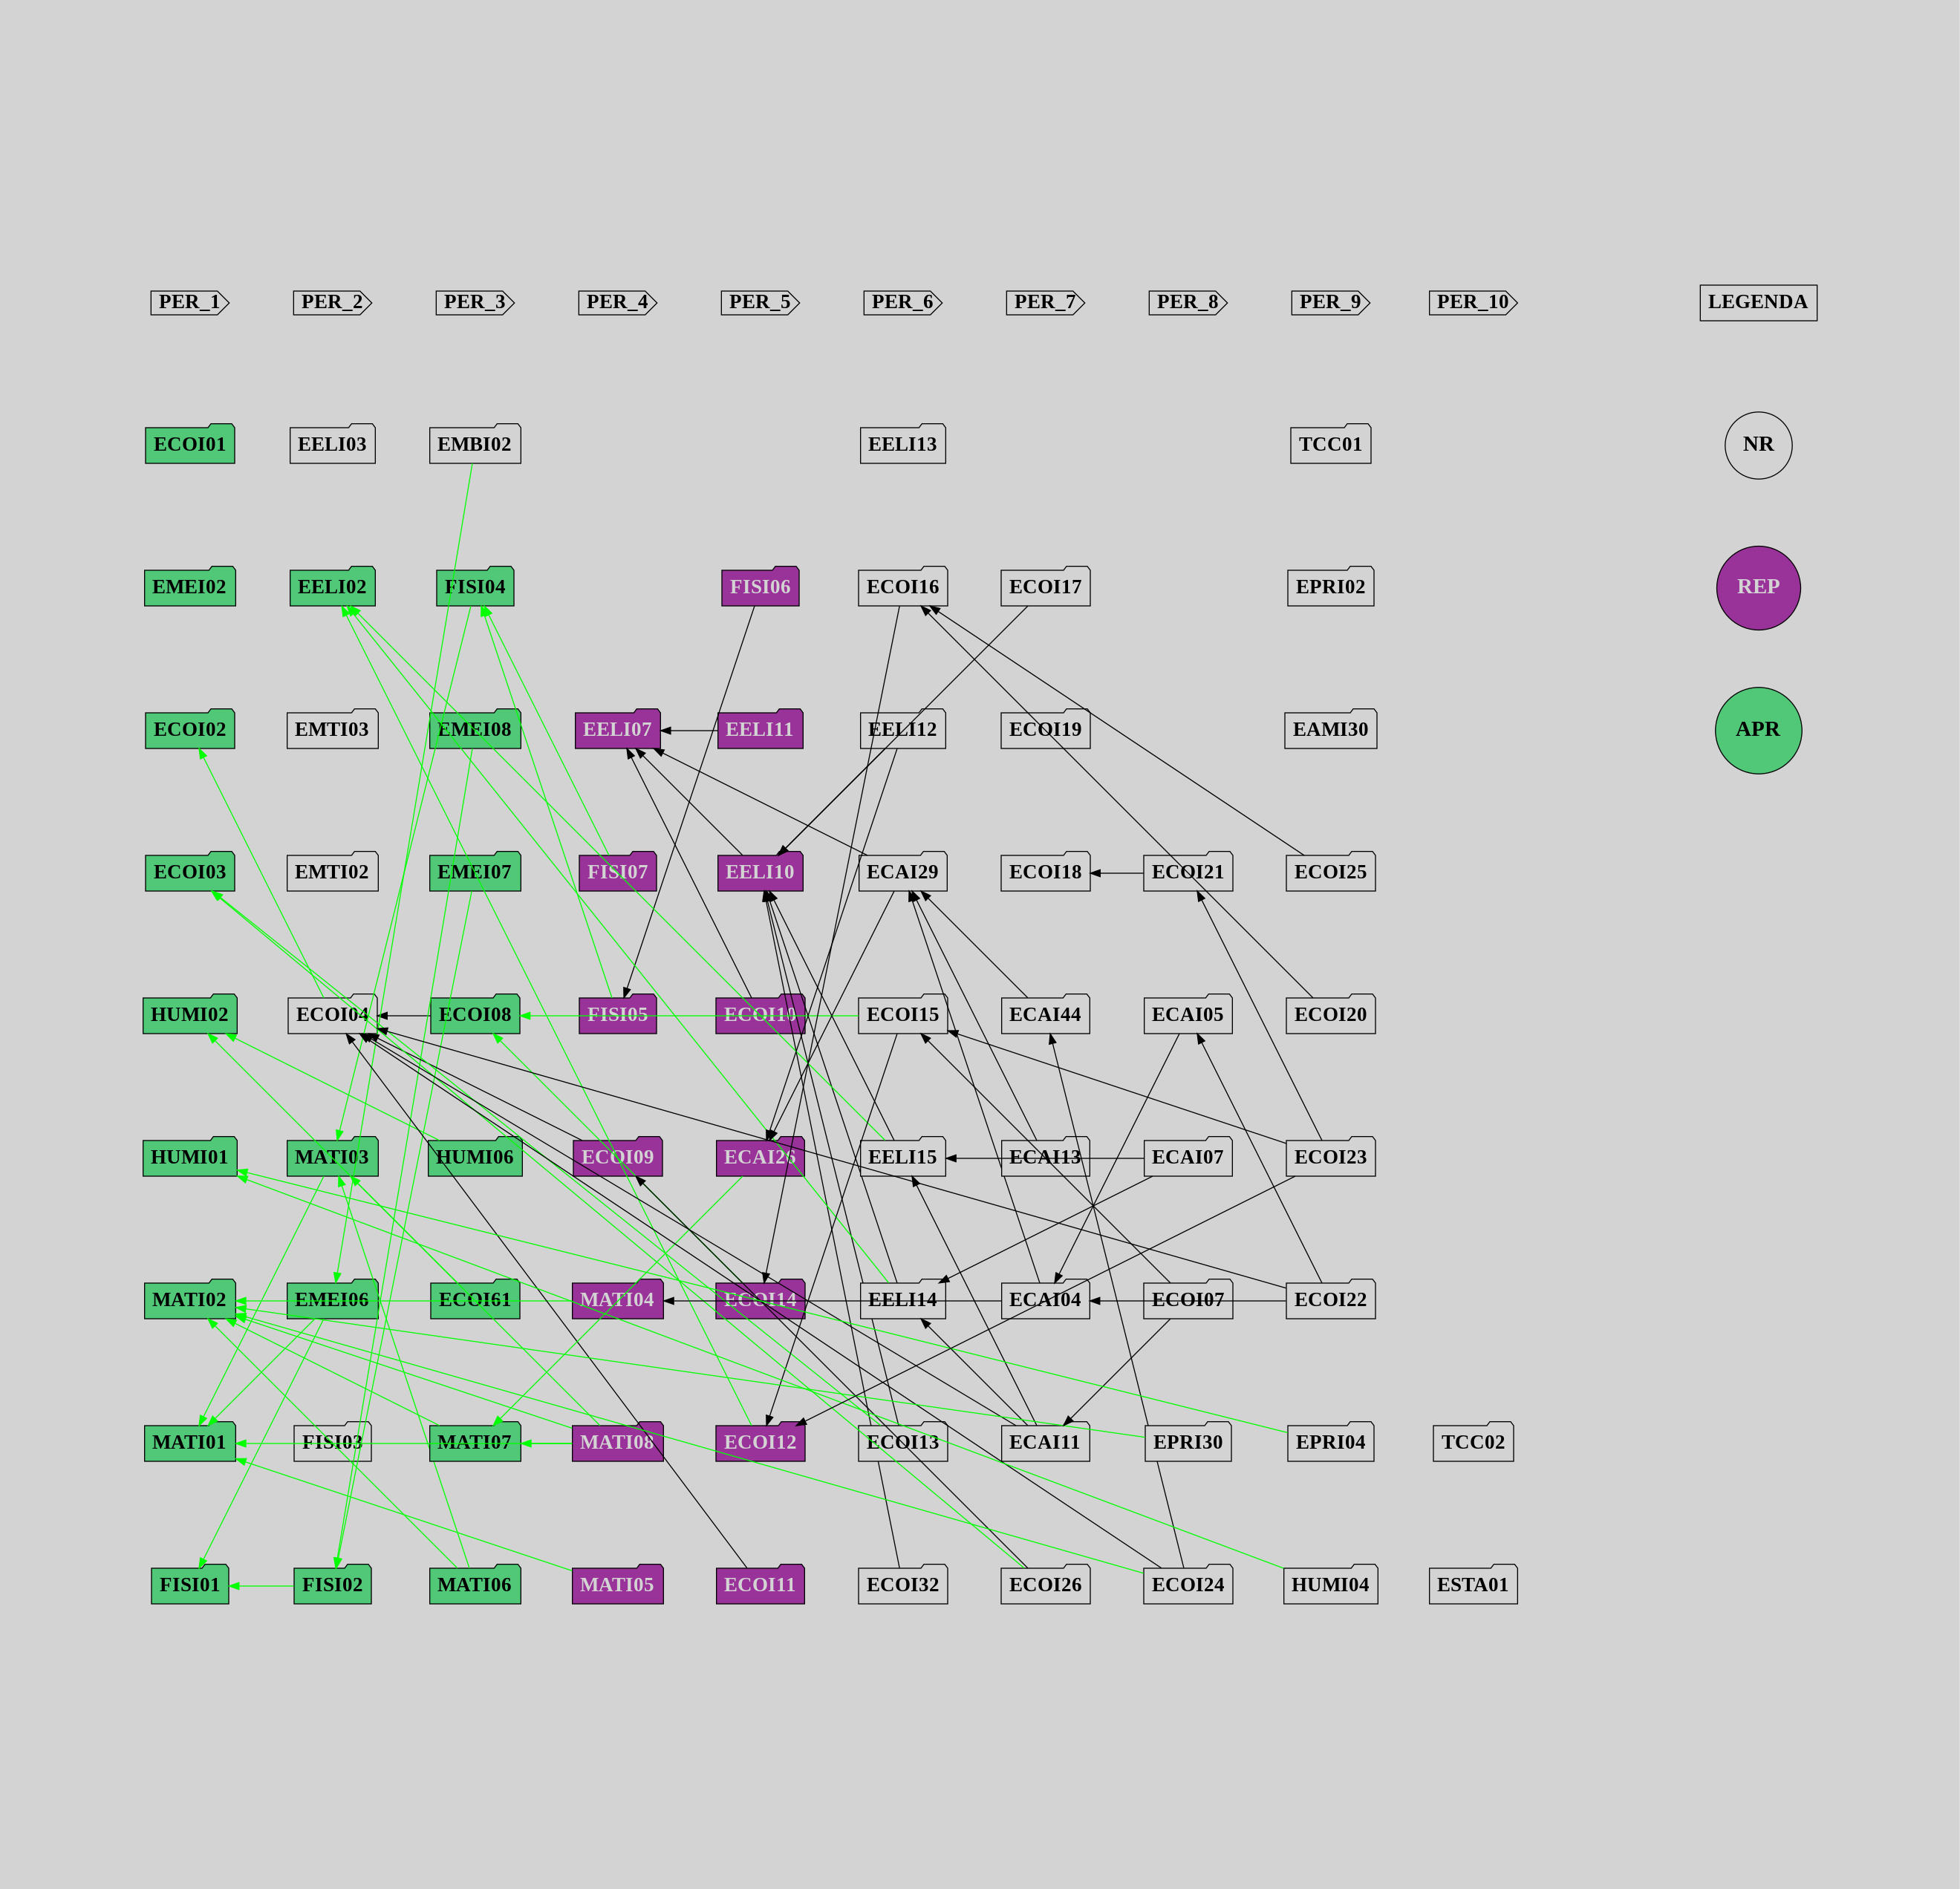 PER_1 PER_2 PER_3 PER_4 PER_5 PER_6 PER_7 PER_8 PER_9 PER_10 LEGENDA
ECOI01 EELI03 EMBI02 EELI13 TCC01 NR
EMEI02 EELI02 FISI04 FISI06 ECOI16 ECOI17 EPRI02 REP
ECOI02 EMTI03 EMEI08 EELI07 EELI11 EELI12 ECOI19 EAMI30 APR
ECOI03 EMTI02 EMEI07 FISI07 EELI10 ECAI29 ECOI18 ECOI21 ECOI25
HUMI02 ECOI04 ECOI08 FISI05 ECOI10 ECOI15 ECAI44 ECAI05 ECOI20
HUMI01 MATI03 HUMI06 ECOI09 ECAI26 EELI15 ECAI13 ECAI07 ECOI23
MATI02 EMEI06 ECOI61 MATI04 ECOI14 EELI14 ECAI04 ECOI07 ECOI22
MATI01 FISI03 MATI07 MATI08 ECOI12 ECOI13 ECAI11 EPRI30 EPRI04 TCC02
FISI01 FISI02 MATI06 MATI05 ECOI11 ECOI32 ECOI26 ECOI24 HUMI04 ESTA01